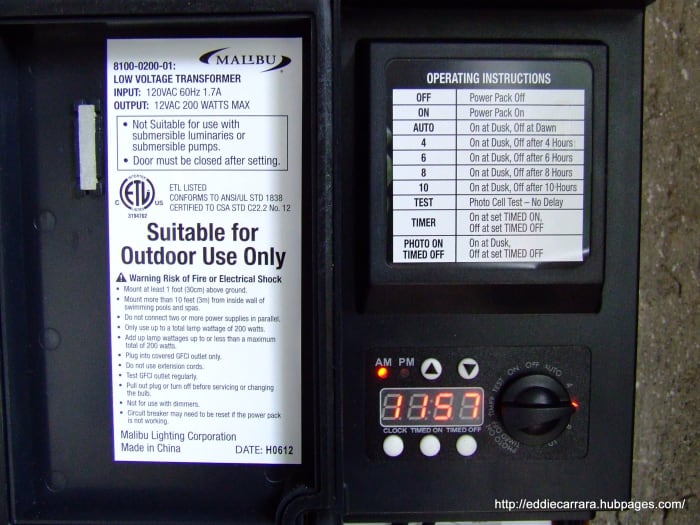 MALIBU
8100-0200-01:
LOW VOLTAGE TRANSFORMER
INPUT: 120VAC 60Hz 1.7A
OUTPUT: 12VAC 200 WATTS MAX
• Not Suitable for use with
submersible luminaries or
submersible pumps.
• Door must be closed after setting.
INTERTEK
LISTED
C ETL US
3194782
ETL LISTED
CONFORMS TO ANSI/UL STD 1838
CERTIFIED TO CSA STD C22.2 No. 12
Suitable for
Outdoor Use Only
Warning Risk of Fire or Electrical Shock
• Mount at least 1 foot (30cm) above ground.
• Mount more than 10 feet (3m) from inside wall of
swimming pools and spas.
• Do not connect two or more power supplies in parallel.
• Only use up to a total lamp wattage of 200 watts.
• Add up lamp wattages up to or less than a maximum
total of 200 watts.
• Plug into covered GFCI outlet only.
• Do not use extension cords.
• Test GFCI outlet regularly.
• Pull out plug or turn off before servicing or changing
the bulb.
• Not for use with dimmers.
• Circuit breaker may need to be reset if the power pack
is not working.
Malibu Lighting Corporation
Made in China DATE: H0612
OPERATING INSTRUCTIONS
OFF Power Pack Off
ON Power Pack On
AUTO On at Dusk, Off at Dawn
4 On at Dusk, Off after 4 Hours
6 On at Dusk, Off after 6 Hours
8 On at Dusk, Off after 8 Hours
10 On at Dusk, Off after 10 Hours
TEST Photo Cell Test – No Delay
TIMER On at set TIMED ON,
Off at set TIMED OFF
PHOTO ON On at Dusk,
TIMED OFF Off at set TIMED OFF
AM PM
11:57
CLOCK TIMED ON TIMED OFF
PHOTO ON
TIMED OFF
TIMER
TEST
ON
OFF
AUTO
4
10
http://eddiecarrara.hubpages.com/